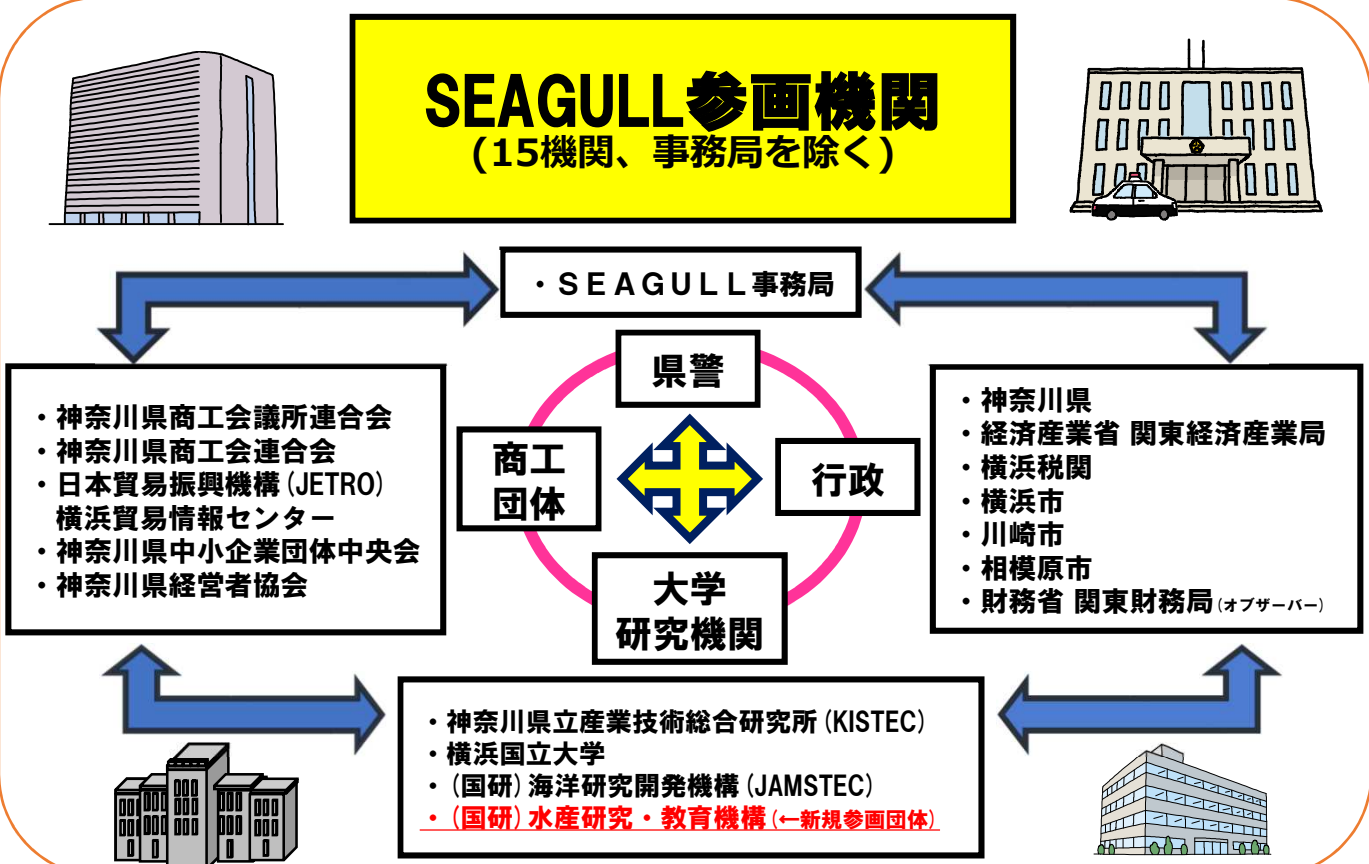 SEAGULL参画機関
(15機関、事務局を除く)
・ＳＥＡＧＵＬＬ事務局
県警
商工
団体
行政
大学
研究機関
・神奈川県商工会議所連合会
・神奈川県商工会連合会
・日本貿易振興機構(JETRO)
横浜貿易情報センター
・神奈川県中小企業団体中央会
・神奈川県経営者協会
・神奈川県
・経済産業省 関東経済産業局
・横浜税関
・横浜市
・川崎市
・相模原市
・財務省 関東財務局(オブザーバー)
・神奈川県立産業技術総合研究所(KISTEC)
・横浜国立大学
・(国研)海洋研究開発機構(JAMSTEC)
・(国研)水産研究・教育機構(←新規参画団体)